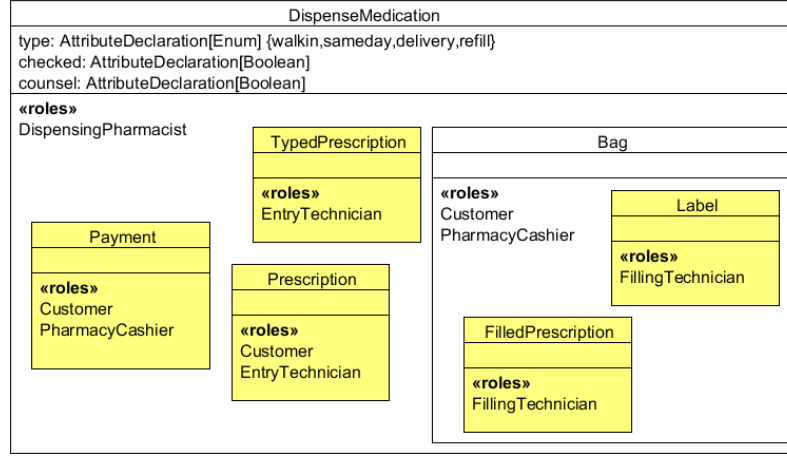 DispenseMedication
type: AttributeDeclaration[Enum] {walkin,sameday,delivery,refill}
checked: AttributeDeclaration[Boolean]
counsel: AttributeDeclaration[Boolean]
«roles»
DispensingPharmacist
TypedPrescription
«roles»
EntryTechnician
Payment
«roles»
Customer
PharmacyCashier
Prescription
«roles»
Customer
EntryTechnician
Bag
«roles»
Customer
PharmacyCashier
Label
«roles»
FillingTechnician
FilledPrescription
«roles»
FillingTechnician